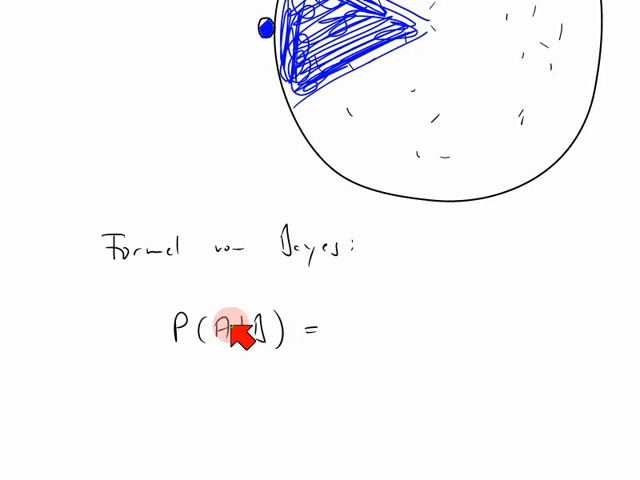 Formel von Bayes:
P(A|B) =